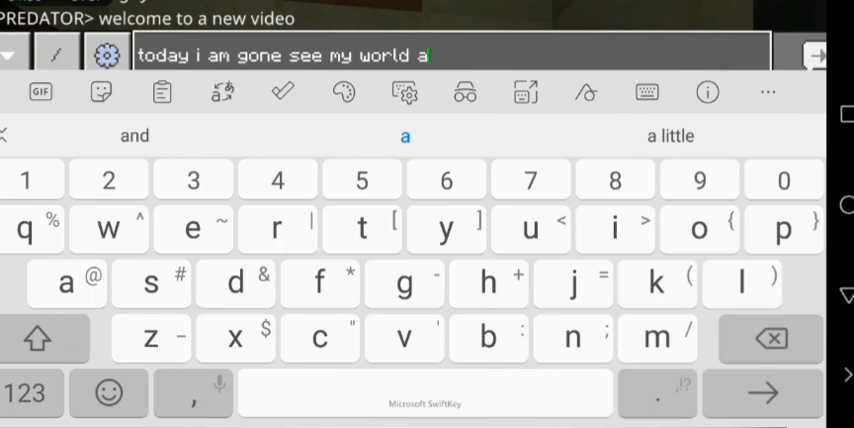 PREDATOR> welcome to a new video
today i am gone see my world a
GIF
and a a little
1 2 3 4 5 6 7 8 9 0
q % w ^ e ~ r | t [ y ] u < i > o { p }
a @ s # d & f * g - h + j = k ( l )
z – x $ c " v ' b : n ; m /
123 , Microsoft SwiftKey . ,!?